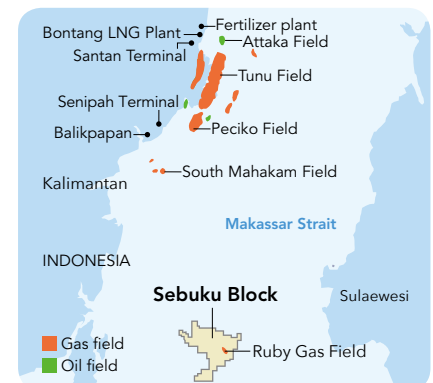 Fertilizer plant
Bontang LNG Plant
Attaka Field
Santan Terminal
Tunu Field
Senipah Terminal
Peciko Field
Balikpapan
South Mahakam Field
Kalimantan
Makassar Strait
INDONESIA
Sebuku Block
Sulaewesi
Gas field
Ruby Gas Field
Oil field